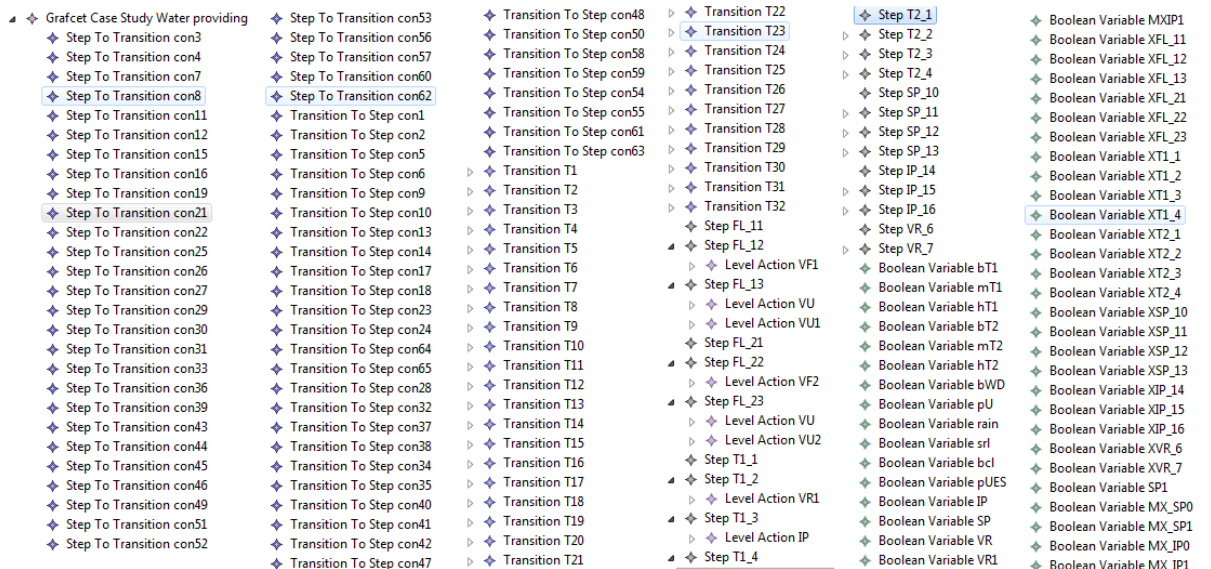 Grafcet Case Study Water providing
Step To Transition con3
Step To Transition con4
Step To Transition con7
Step To Transition con8
Step To Transition con11
Step To Transition con12
Step To Transition con15
Step To Transition con16
Step To Transition con19
Step To Transition con21
Step To Transition con22
Step To Transition con25
Step To Transition con26
Step To Transition con27
Step To Transition con29
Step To Transition con30
Step To Transition con31
Step To Transition con33
Step To Transition con36
Step To Transition con39
Step To Transition con43
Step To Transition con44
Step To Transition con45
Step To Transition con46
Step To Transition con49
Step To Transition con51
Step To Transition con52
Step To Transition con53
Step To Transition con56
Step To Transition con57
Step To Transition con60
Step To Transition con62
Transition To Step con1
Transition To Step con2
Transition To Step con5
Transition To Step con6
Transition To Step con9
Transition To Step con10
Transition To Step con13
Transition To Step con14
Transition To Step con17
Transition To Step con18
Transition To Step con23
Transition To Step con24
Transition To Step con64
Transition To Step con65
Transition To Step con28
Transition To Step con32
Transition To Step con37
Transition To Step con38
Transition To Step con34
Transition To Step con35
Transition To Step con40
Transition To Step con41
Transition To Step con42
Transition To Step con47
Transition To Step con48
Transition To Step con50
Transition To Step con58
Transition To Step con59
Transition To Step con54
Transition To Step con55
Transition To Step con61
Transition To Step con63
Transition T1
Transition T2
Transition T3
Transition T4
Transition T5
Transition T6
Transition T7
Transition T8
Transition T9
Transition T10
Transition T11
Transition T12
Transition T13
Transition T14
Transition T15
Transition T16
Transition T17
Transition T18
Transition T19
Transition T20
Transition T21
Transition T22
Transition T23
Transition T24
Transition T25
Transition T26
Transition T27
Transition T28
Transition T29
Transition T30
Transition T31
Transition T32
Step FL_11
Step FL_12
Level Action VF1
Step FL_13
Level Action VU
Level Action VU1
Step FL_21
Step FL_22
Level Action VF2
Step FL_23
Level Action VU
Level Action VU2
Step T1_1
Step T1_2
Level Action VR1
Step T1_3
Level Action IP
Step T1_4
Step T2_1
Step T2_2
Step T2_3
Step T2_4
Step SP_10
Step SP_11
Step SP_12
Step SP_13
Step IP_14
Step IP_15
Step IP_16
Step VR_6
Step VR_7
Boolean Variable bT1
Boolean Variable mT1
Boolean Variable hT1
Boolean Variable bT2
Boolean Variable mT2
Boolean Variable hT2
Boolean Variable bWD
Boolean Variable pU
Boolean Variable rain
Boolean Variable srl
Boolean Variable bcl
Boolean Variable pUES
Boolean Variable IP
Boolean Variable SP
Boolean Variable VR
Boolean Variable VR1
Boolean Variable MXIP1
Boolean Variable XFL_11
Boolean Variable XFL_12
Boolean Variable XFL_13
Boolean Variable XFL_21
Boolean Variable XFL_22
Boolean Variable XFL_23
Boolean Variable XT1_1
Boolean Variable XT1_2
Boolean Variable XT1_3
Boolean Variable XT1_4
Boolean Variable XT2_1
Boolean Variable XT2_2
Boolean Variable XT2_3
Boolean Variable XT2_4
Boolean Variable XSP_10
Boolean Variable XSP_11
Boolean Variable XSP_12
Boolean Variable XSP_13
Boolean Variable XIP_14
Boolean Variable XIP_15
Boolean Variable XIP_16
Boolean Variable XVR_6
Boolean Variable XVR_7
Boolean Variable SP1
Boolean Variable MX_SP0
Boolean Variable MX_SP1
Boolean Variable MX_IP0
Boolean Variable MX_IP1